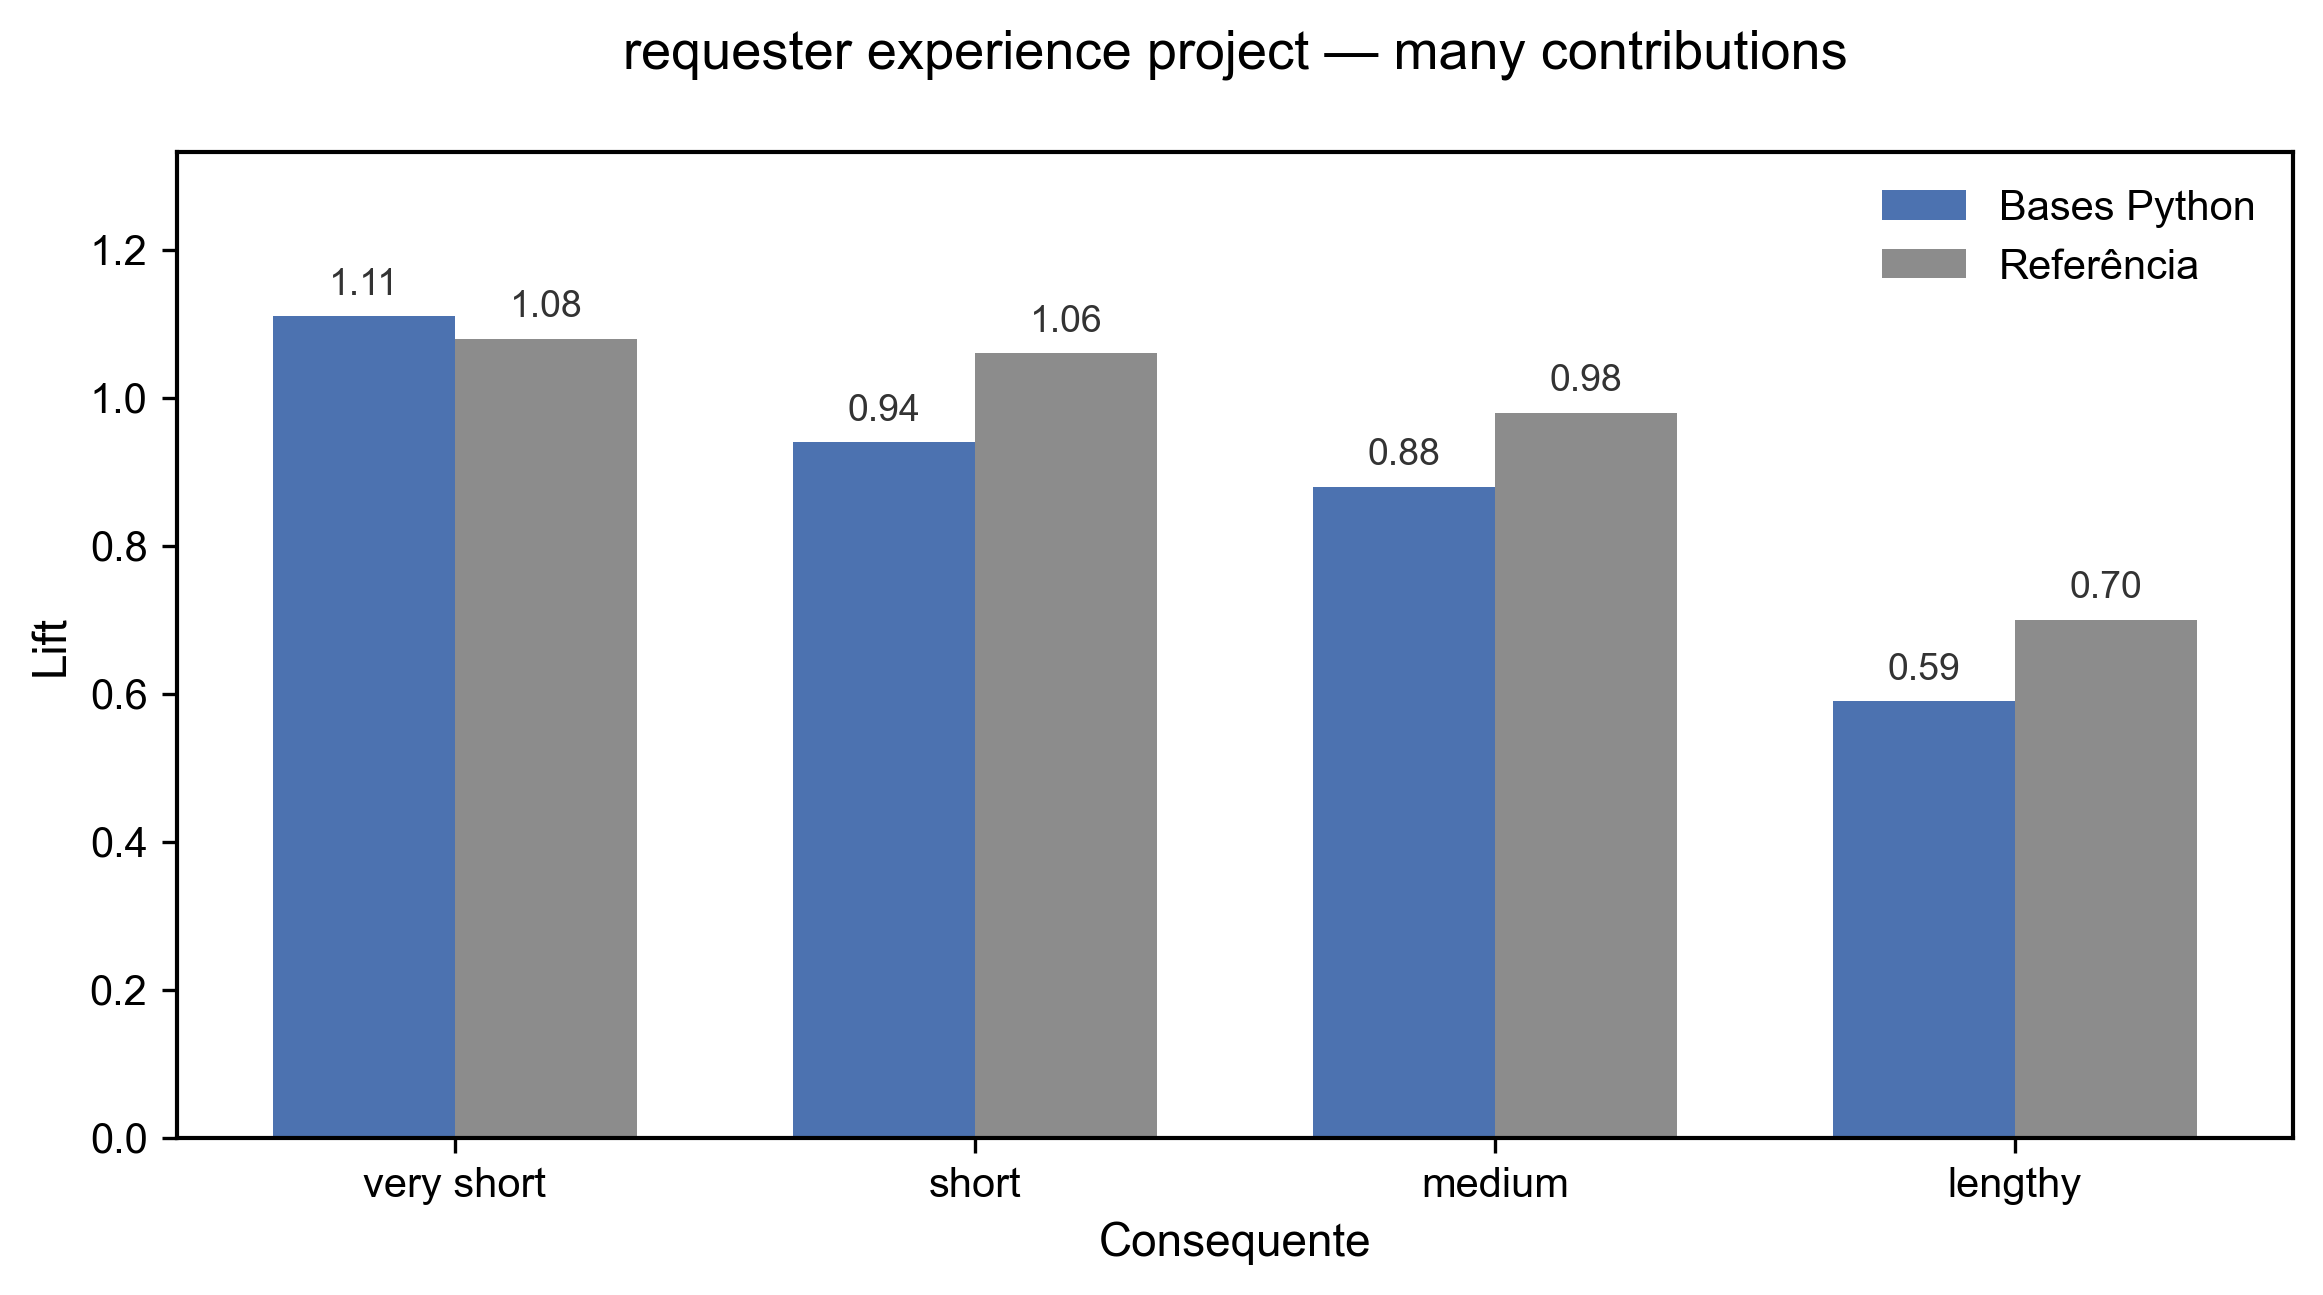 requester experience project — many contributions
Bases Python
Referência
1.2
1.0
0.8
0.6
0.4
0.2
0.0
Lift
1.11
1.08
0.94
1.06
0.88
0.98
0.59
0.70
very short
short
medium
lengthy
Consequente